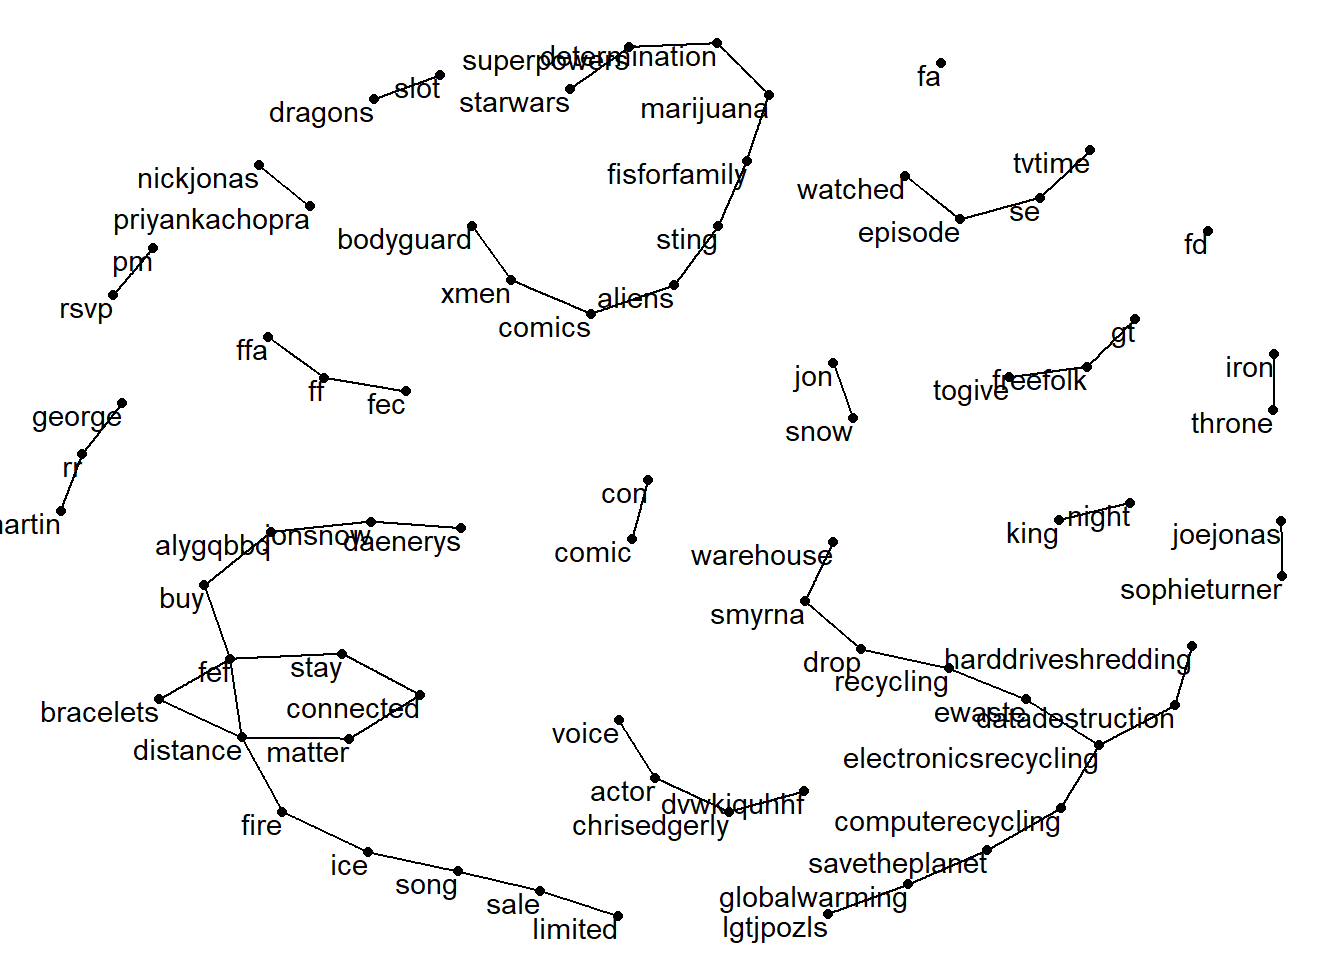 superpowers
determination
fa
slot
starwars
dragons
marijuana
tvtime
nickjonas
fisforfamily
watched
priyankachopra
se
episode
bodyguard
sting
fd
pm
xmen
aliens
rsvp
comics
gt
ffa
iron
jon
freefolk
togive
ff
fec
george
throne
snow
rr
con
martin
night
king
jonsnow
daenerys
joejonas
alygqbbq
comic
warehouse
buy
sophieturner
smyrna
harddriveshredding
drop
fef
stay
recycling
bracelets
connected
ewaste
datadestruction
voice
distance
matter
electronicsrecycling
actor
dvwkiquhhf
fire
chrisedgerly
computerecycling
ice
savetheplanet
song
globalwarming
sale
limited
lgtjpozls